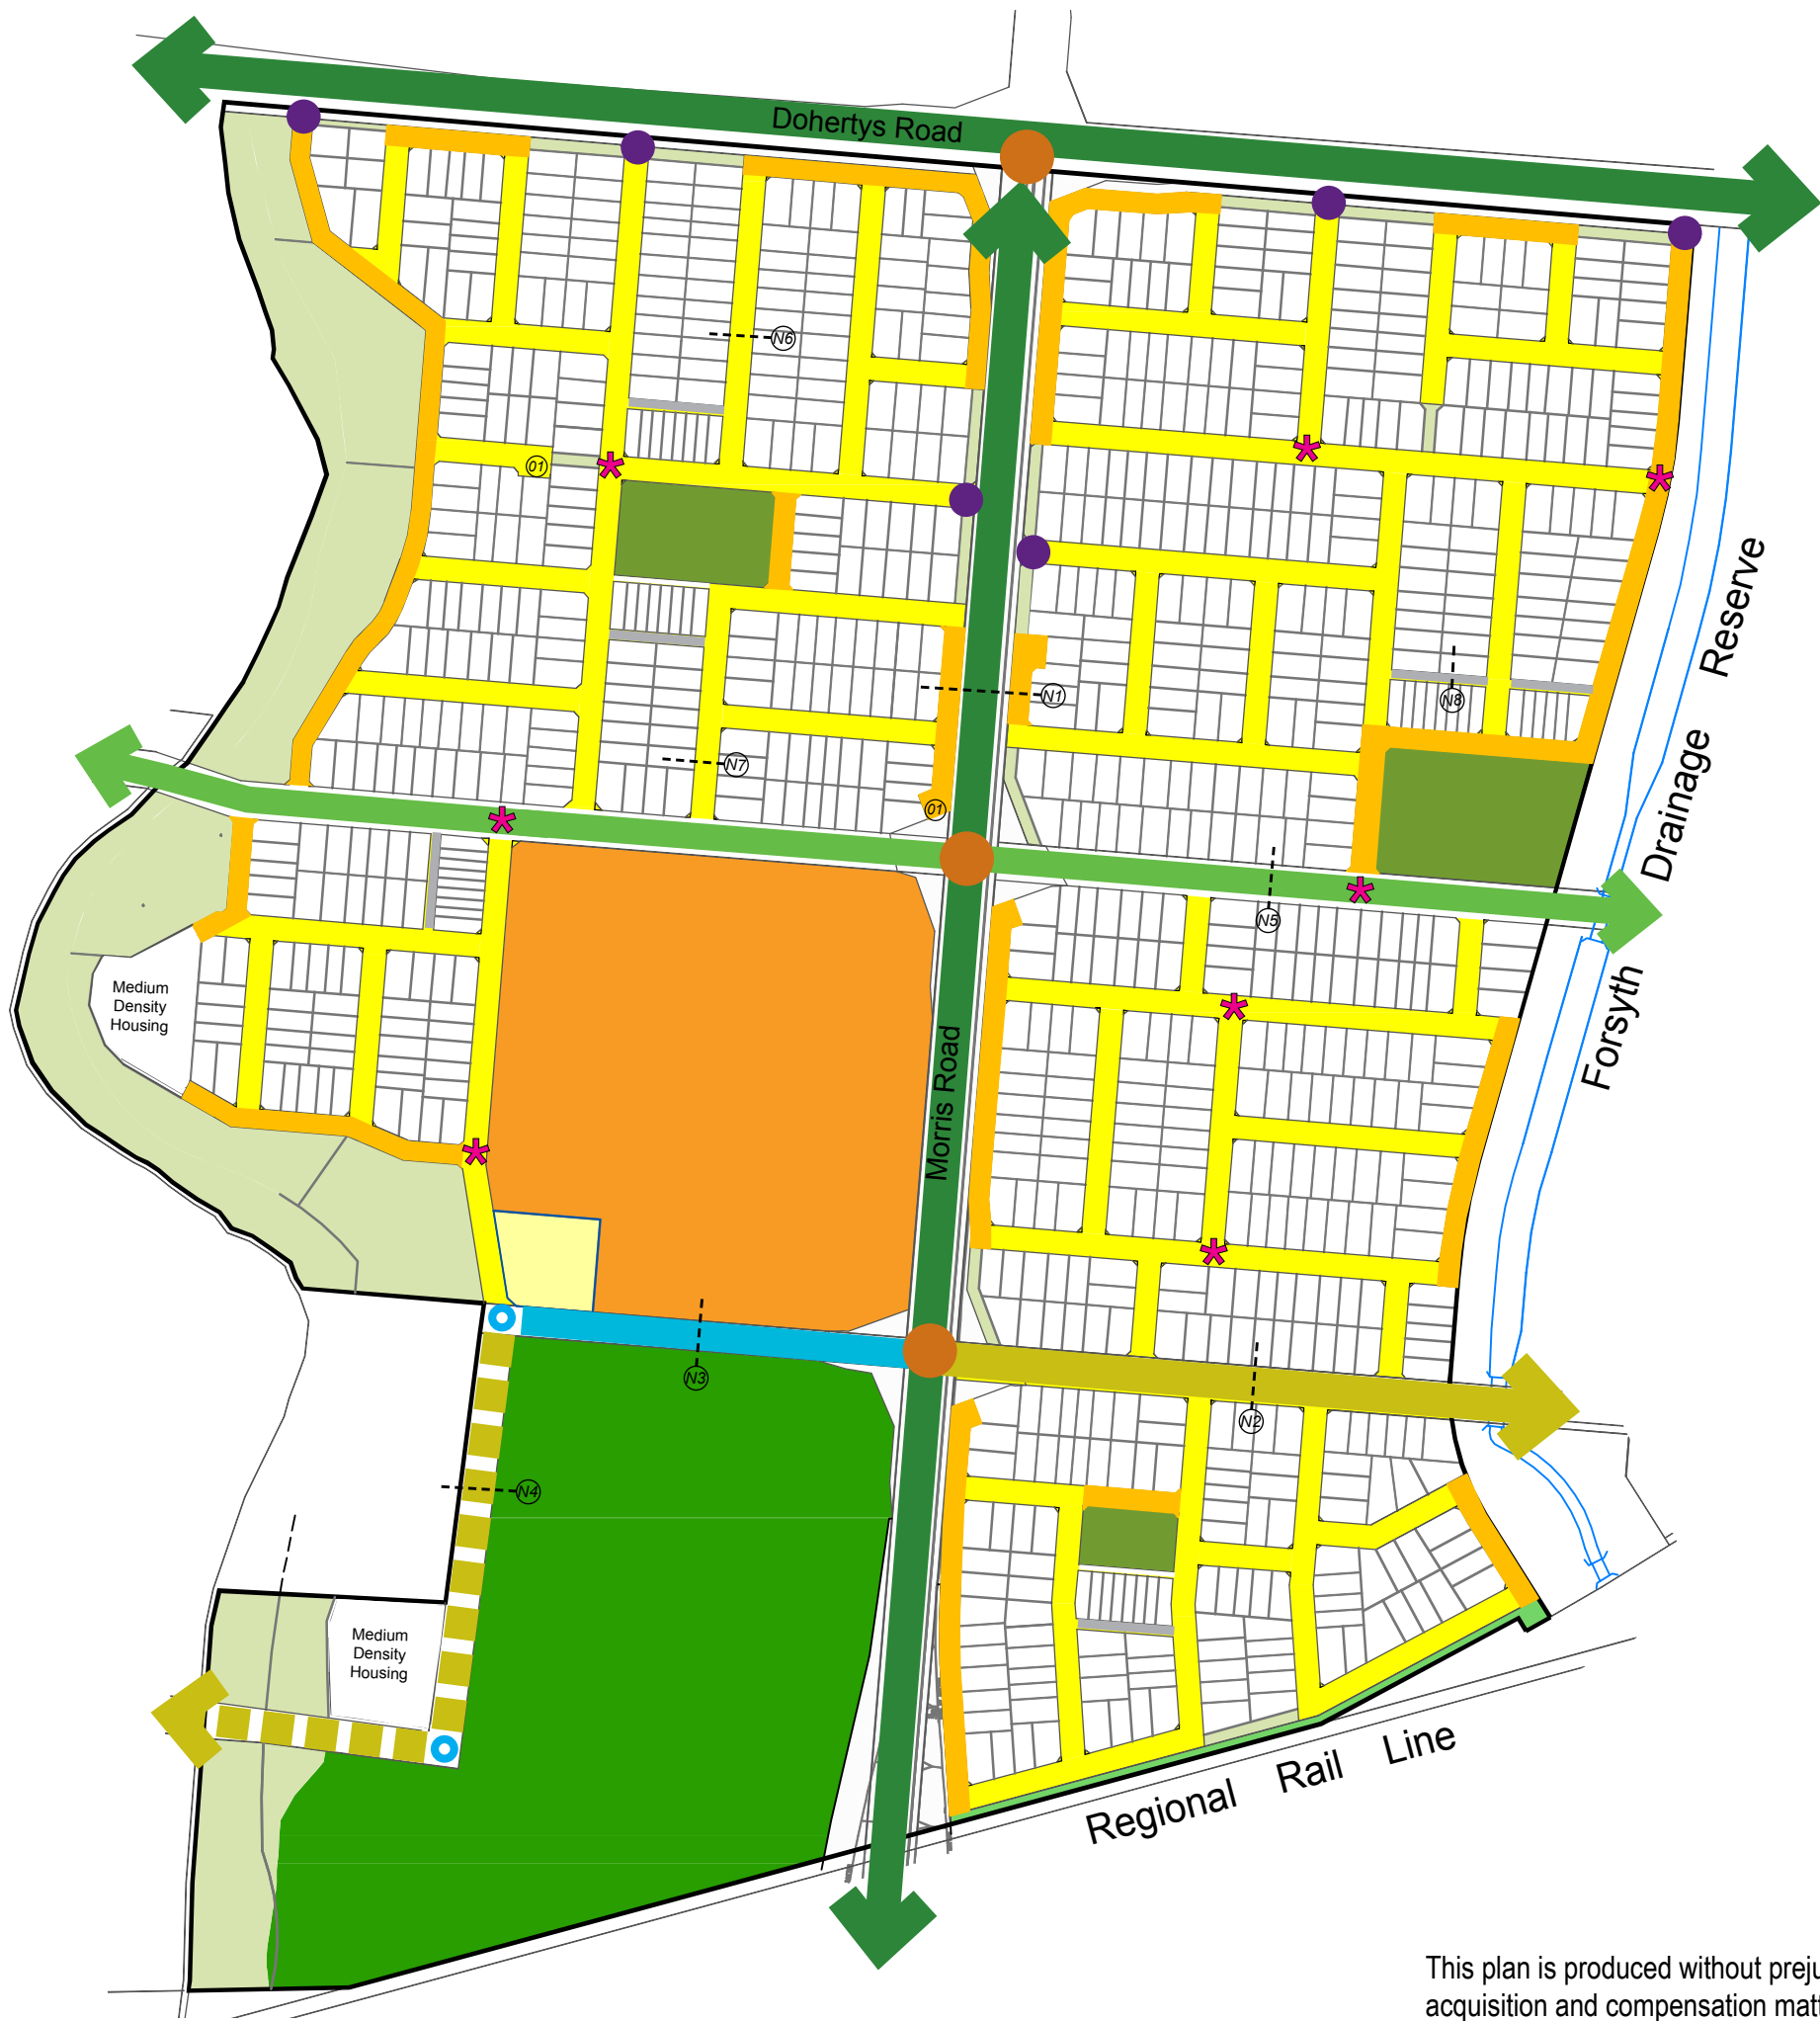 Dohertys Road
N6
01
Reserve
N1
N8
N7
01
Drainage
N5
Medium
Density
Housing
Forsyth
Morris Road
N3
N2
N4
Medium
Density
Housing
Regional Rail Line
This plan is produced without preju
acquisition and compensation matt